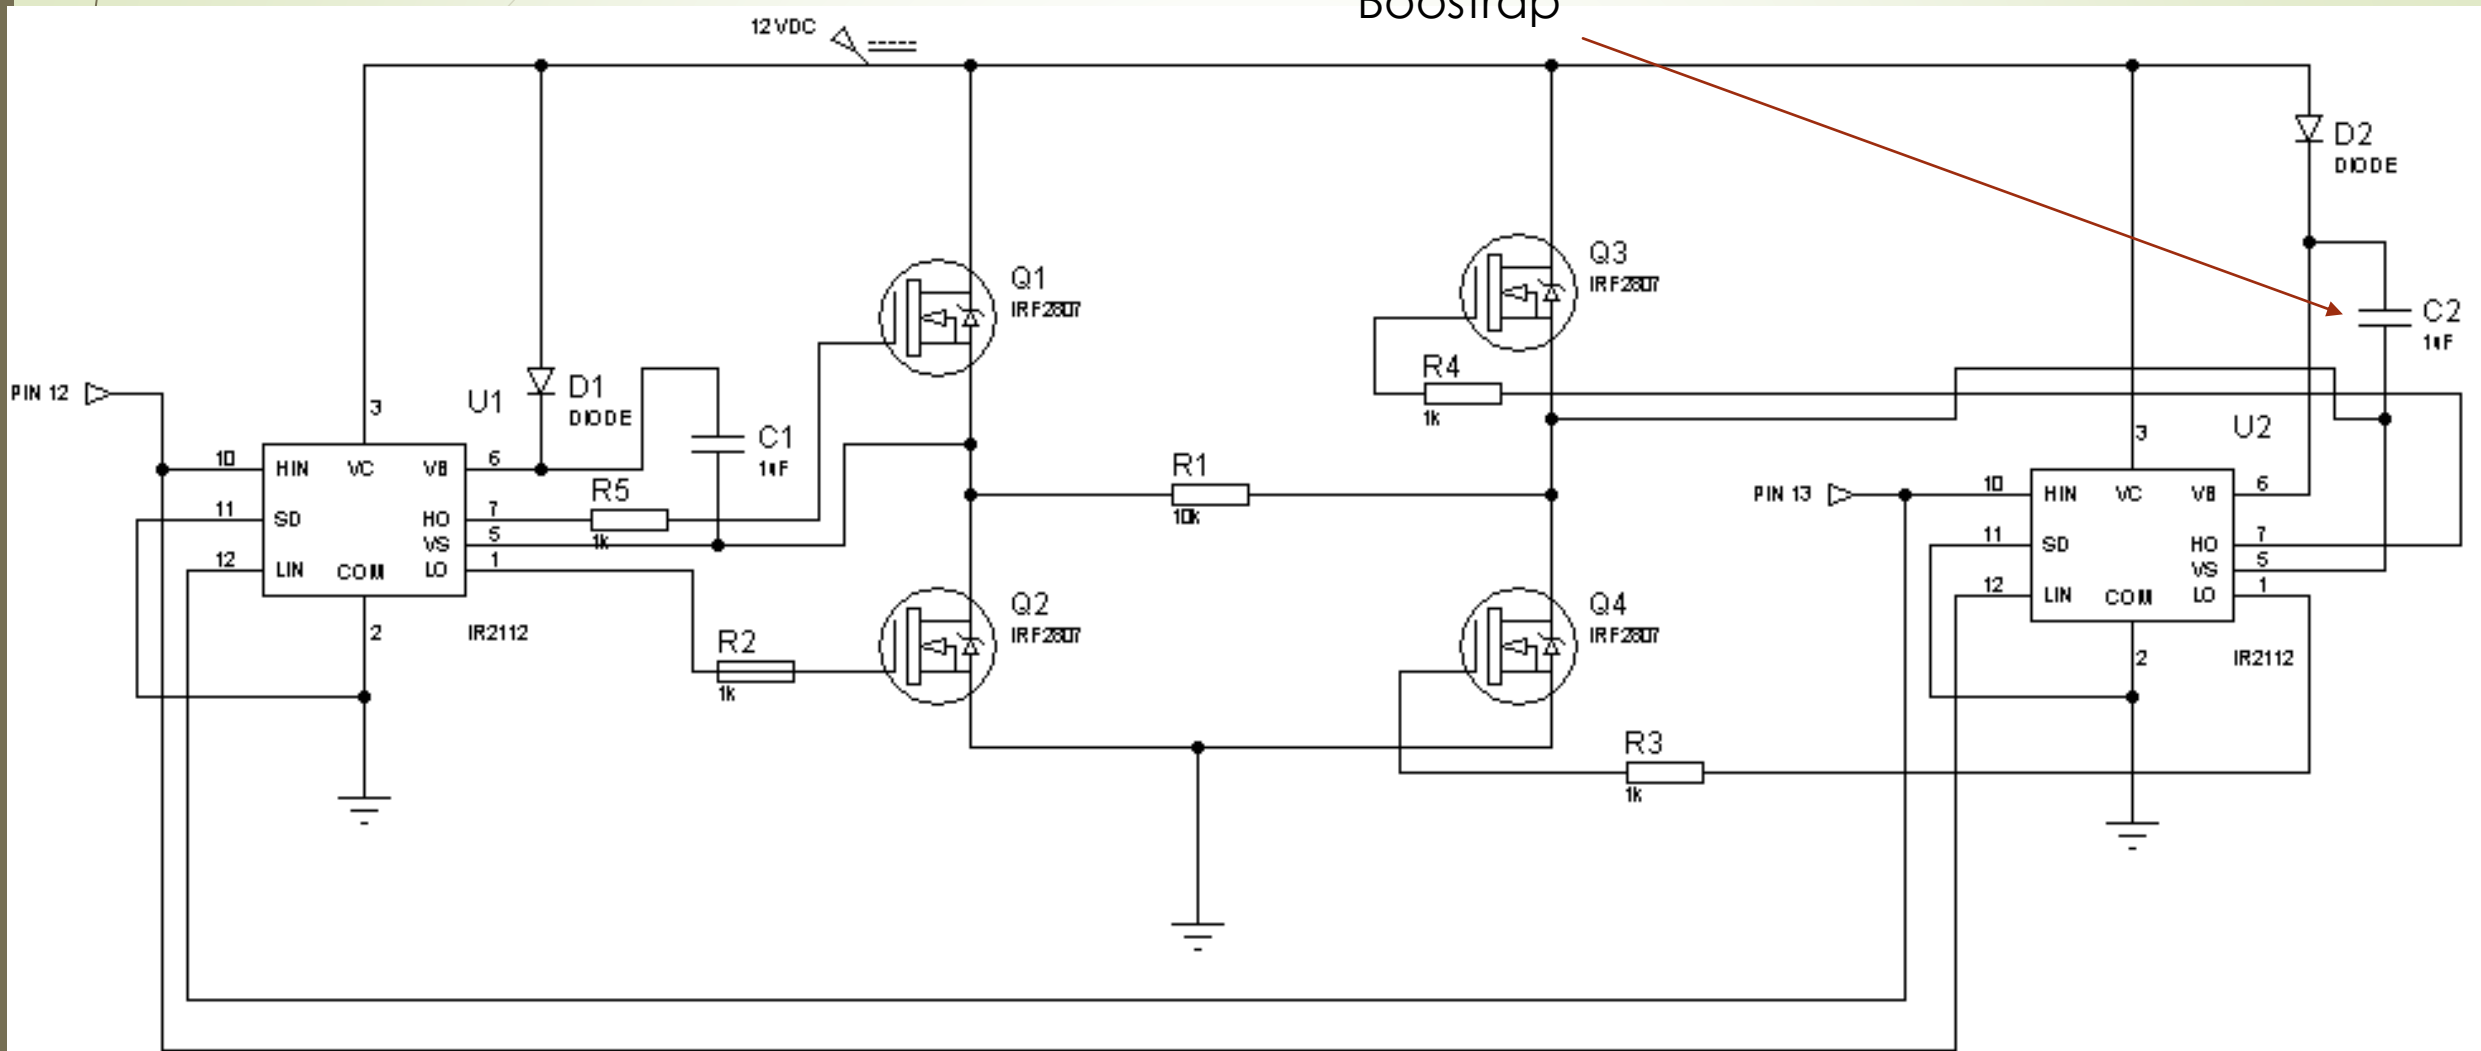 Boostrap
12VDC
D2
DIODE
Q3
IRF2807
Q1
IRF2807
C2
1uF
R4
1k
PIN 12
U1
D1
DIODE
3
C1
1uF
U2
3
10 HIN VC VB 6
R5
1k
11 SD HO 7
VS 5
12 LIN COM LO 1
2
IR2112
R1
10k
PIN 13
10 HIN VC VB 6
11 SD HO 7
VS 5
12 LIN COM LO 1
2
IR2112
Q2
IRF2807
R2
1k
Q4
IRF2807
R3
1k